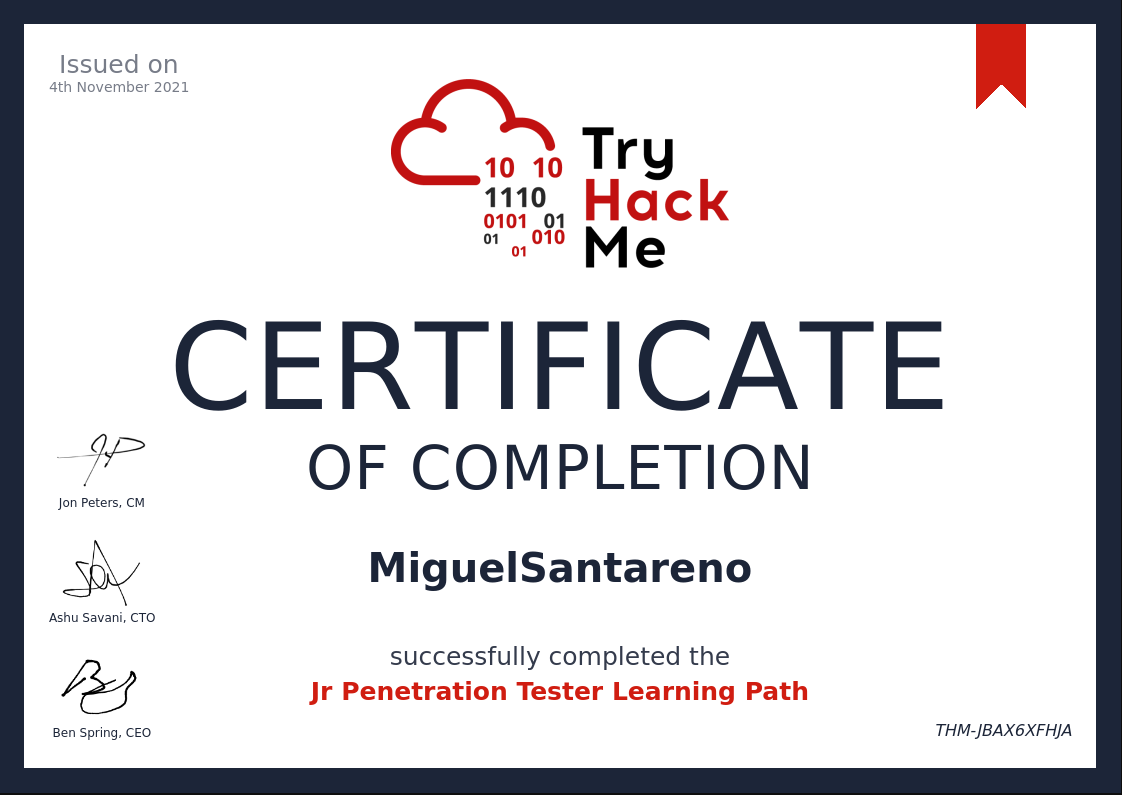 Issued on
4th November 2021
10 10
1110
0101 01
01 010
01
Try
Hack
Me
CERTIFICATE
OF COMPLETION
Jon Peters, CM
MiguelSantareno
Ashu Savani, CTO
successfully completed the
Jr Penetration Tester Learning Path
Ben Spring, CEO
THM-JBAX6XFHJA